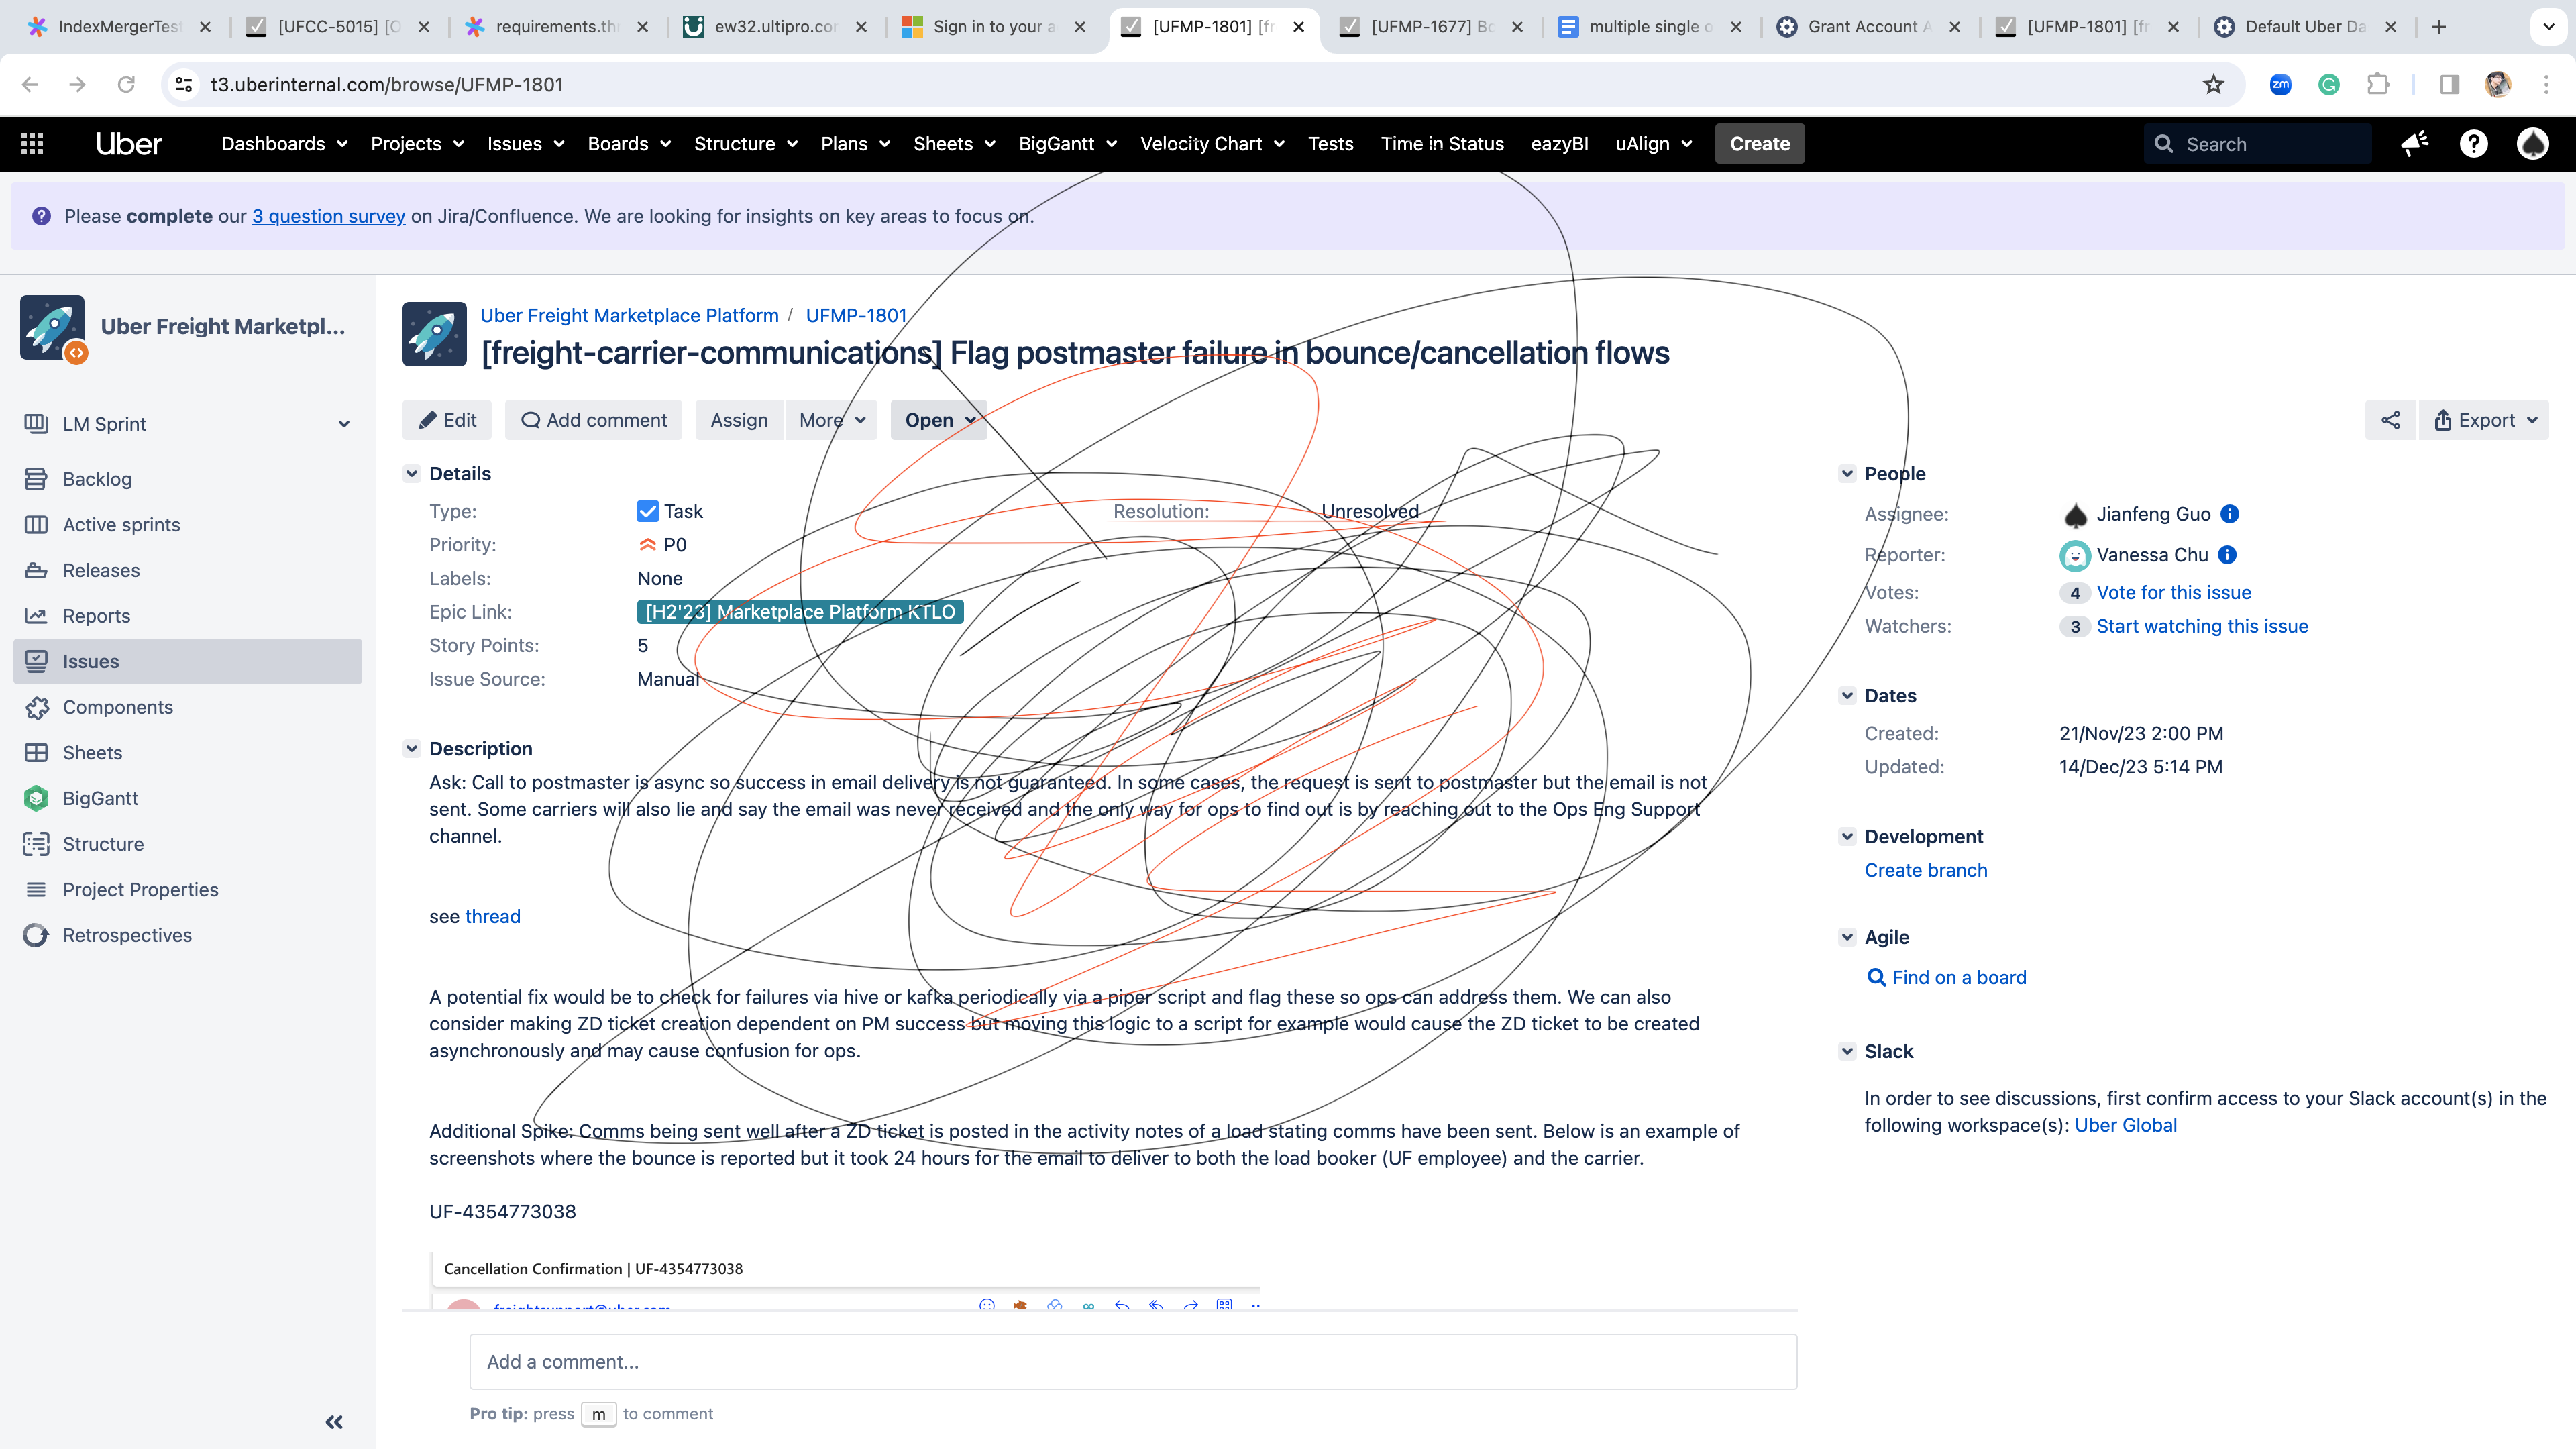 IndexMergerTest
[UFCC-5015] [O
requirements.thr
ew32.ultipro.com
Sign in to your a
[UFMP-1801] [fr
[UFMP-1677] Bo
multiple single o
Grant Account A
[UFMP-1801] [fr
Default Uber Da
t3.uberinternal.com/browse/UFMP-1801
zm
Uber
Dashboards
Projects
Issues
Boards
Structure
Plans
Sheets
BigGantt
Velocity Chart
Tests
Time in Status
eazyBI
uAlign
Create
Search
Please complete our 3 question survey on Jira/Confluence. We are looking for insights on key areas to focus on.
Uber Freight Marketpl...
LM Sprint
Backlog
Active sprints
Releases
Reports
Issues
Components
Sheets
BigGantt
Structure
Project Properties
Retrospectives
Uber Freight Marketplace Platform / UFMP-1801
[freight-carrier-communications] Flag postmaster failure in bounce/cancellation flows
Edit
Add comment
Assign
More
Open
Export
Details
Type: Task
Resolution: Unresolved
Priority: P0
Labels: None
Epic Link: [H2'23] Marketplace Platform KTLO
Story Points: 5
Issue Source: Manual
Description
Ask: Call to postmaster is async so success in email delivery is not guaranteed. In some cases, the request is sent to postmaster but the email is not
sent. Some carriers will also lie and say the email was never received and the only way for ops to find out is by reaching out to the Ops Eng Support
channel.
see thread
A potential fix would be to check for failures via hive or kafka periodically via a piper script and flag these so ops can address them. We can also
consider making ZD ticket creation dependent on PM success but moving this logic to a script for example would cause the ZD ticket to be created
asynchronously and may cause confusion for ops.
Additional Spike: Comms being sent well after a ZD ticket is posted in the activity notes of a load stating comms have been sent. Below is an example of
screenshots where the bounce is reported but it took 24 hours for the email to deliver to both the load booker (UF employee) and the carrier.
UF-4354773038
Cancellation Confirmation | UF-4354773038
freightsupport@uber.com
Add a comment...
Pro tip: press m to comment
People
Assignee: Jianfeng Guo
Reporter: Vanessa Chu
Votes: 4 Vote for this issue
Watchers: 3 Start watching this issue
Dates
Created: 21/Nov/23 2:00 PM
Updated: 14/Dec/23 5:14 PM
Development
Create branch
Agile
Find on a board
Slack
In order to see discussions, first confirm access to your Slack account(s) in the
following workspace(s): Uber Global